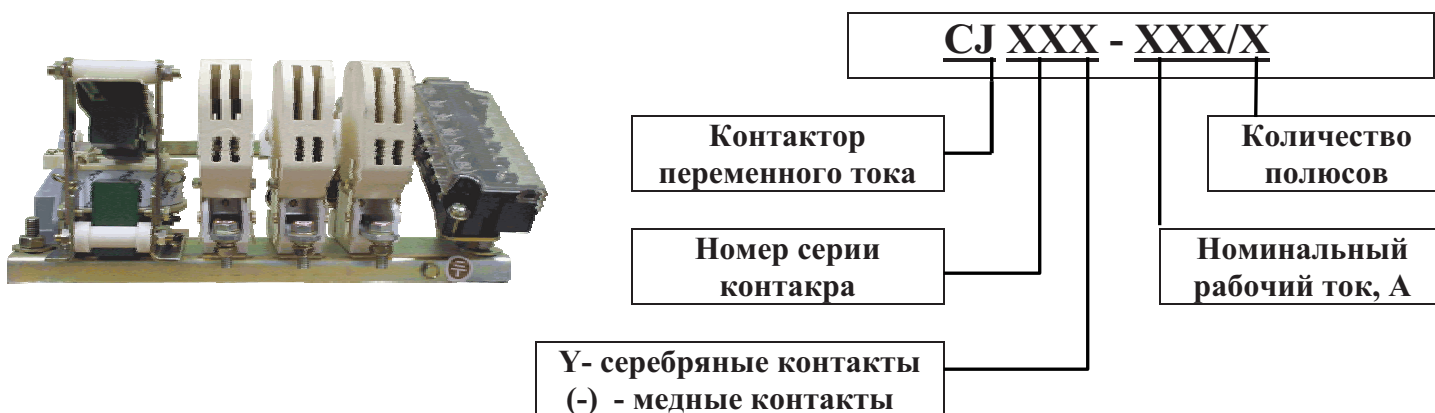 CJ XXX - XXX/X
Контактор
переменного тока
Количество
полюсов
Номер серии
контакра
Номинальный
рабочий ток, А
Y- серебряные контакты
(-) - медные контакты